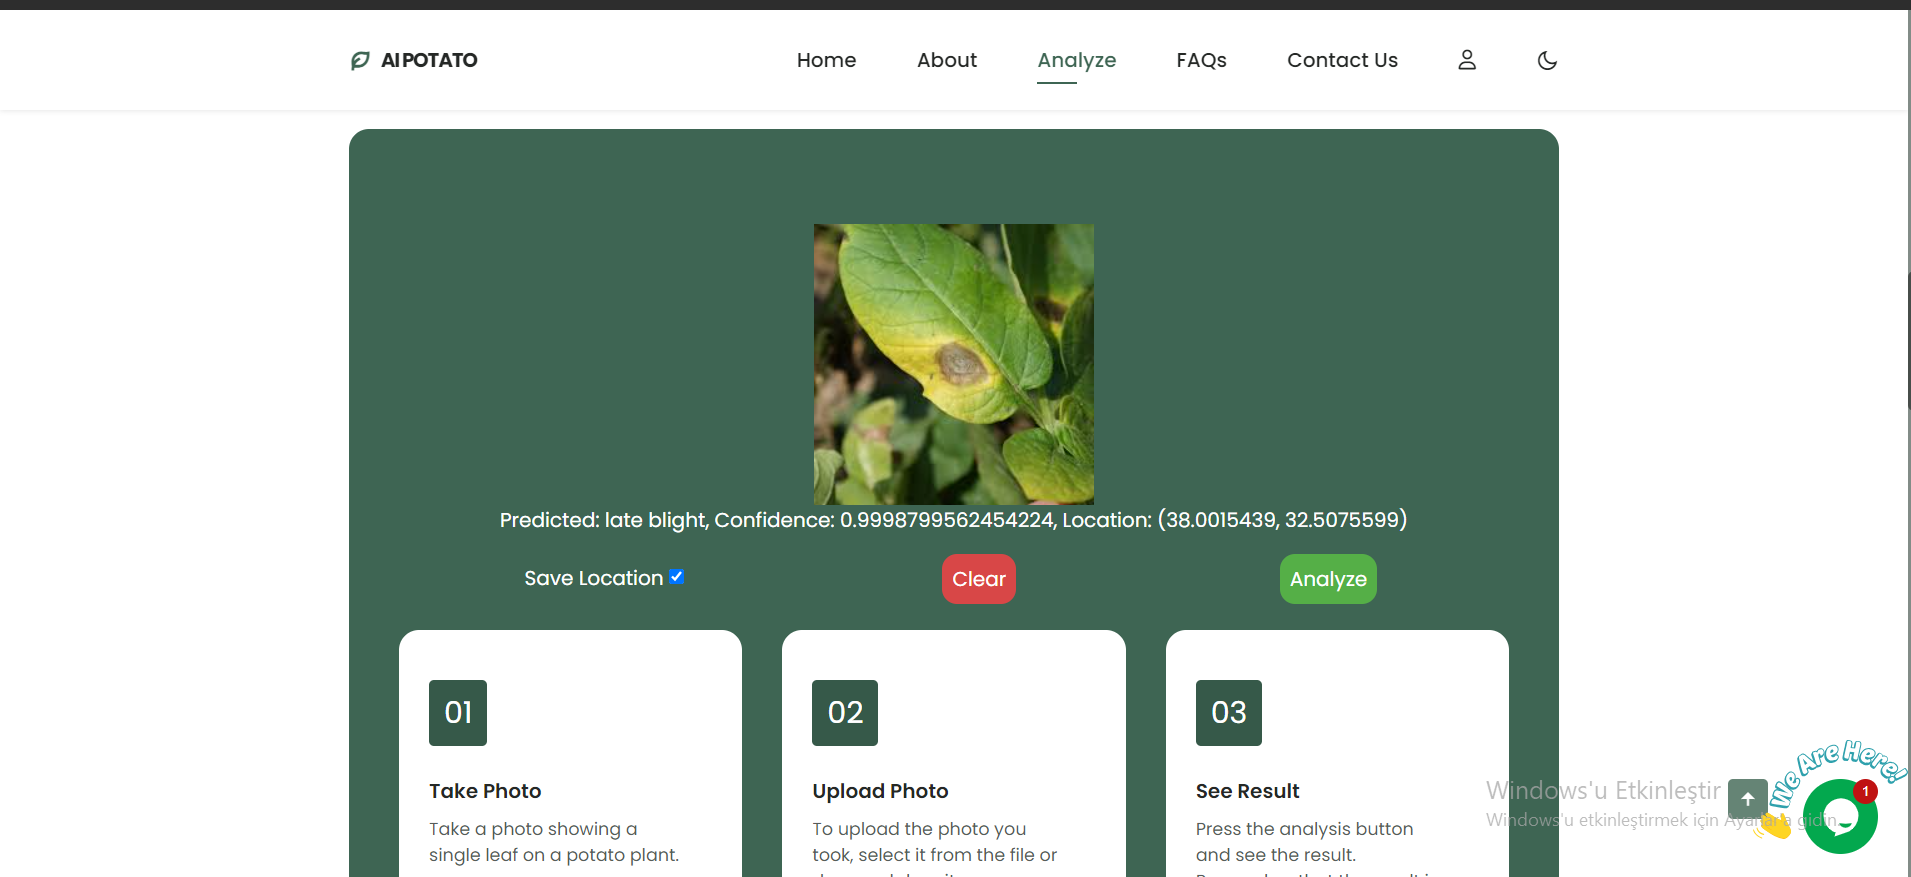 AI POTATO
Home
About
Analyze
FAQs
Contact Us
Predicted: late blight, Confidence: 0.9998799562454224, Location: (38.0015439, 32.5075599)
Save Location
Clear
Analyze
01
Take Photo
Take a photo showing a
single leaf on a potato plant.
02
Upload Photo
To upload the photo you
took, select it from the file or
03
See Result
Press the analysis button
and see the result.
Windows'u Etkinleştir
Windows'u etkinleştirmek için Ayarlar'a gidin.
We Are Here!
1